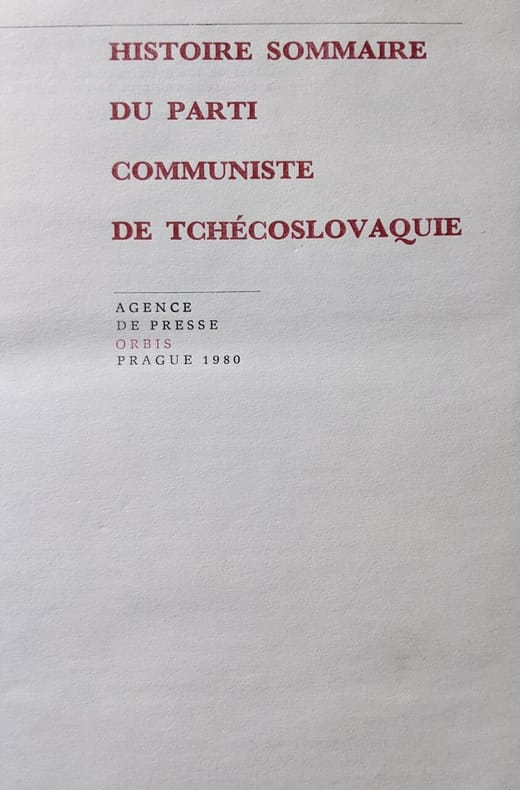 HISTOIRE SOMMAIRE
DU PARTI
COMMUNISTE
DE TCHÉCOSLOVAQUIE
AGENCE
DE PRESSE
ORBIS
PRAGUE 1980